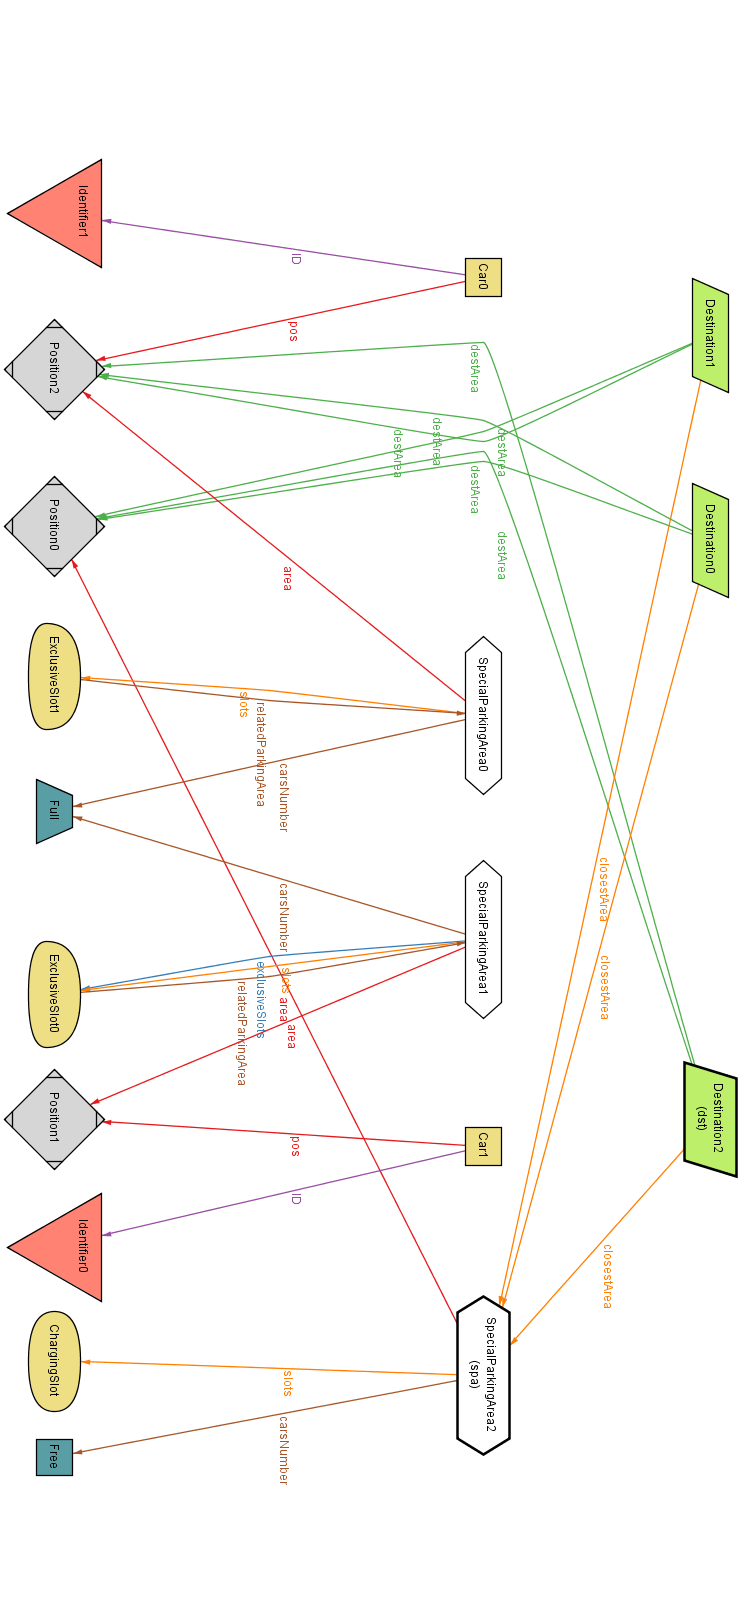 Destination1
Destination0
Destination2
(dst)
closestArea
closestArea
closestArea
destArea
destArea
destArea
destArea
destArea
destArea
Car0
SpecialParkingArea0
SpecialParkingArea1
Car1
SpecialParkingArea2
(spa)
ID
pos
area
slots
relatedParkingArea
carsNumber
carsNumber
slots
exclusiveSlots
relatedParkingArea
area
area
pos
ID
slots
carsNumber
Identifier1
Position2
Position0
ExclusiveSlot1
Full
ExclusiveSlot0
Position1
Identifier0
ChargingSlot
Free